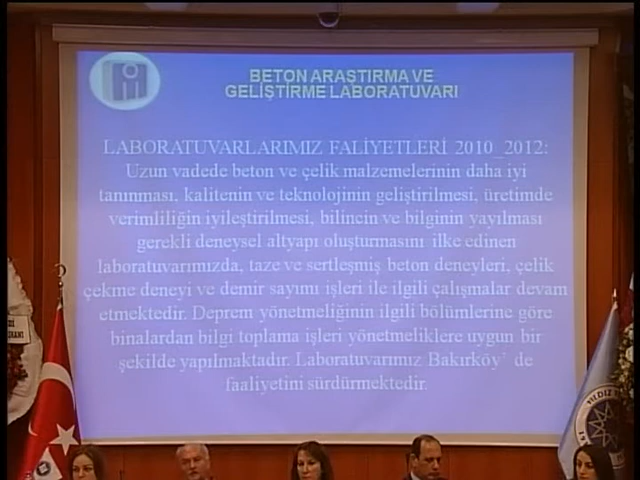 BETON ARAŞTIRMA VE
GELİŞTİRME LABORATUVARI
LABORATUVARLARIMIZ FALİYETLERİ 2010_2012:
Uzun vadede beton ve çelik malzemelerinin daha iyi
tanınması, kalitenin ve teknolojinin geliştirilmesi, üretimde
verimliliğin iyileştirilmesi, bilincin ve bilginin yayılması
gerekli deneysel altyapı oluşturmasını ilke edinen
laboratuvarımızda, taze ve sertleşmiş beton deneyleri, çelik
çekme deneyi ve demir sayımı işleri ile ilgili çalışmalar devam
etmektedir. Deprem yönetmeliğinin ilgili bölümlerine göre
binalardan bilgi toplama işleri yönetmeliklere uygun bir
şekilde yapılmaktadır. Laboratuvarımız Bakırköy' de
faaliyetini sürdürmektedir.
YILDIZ